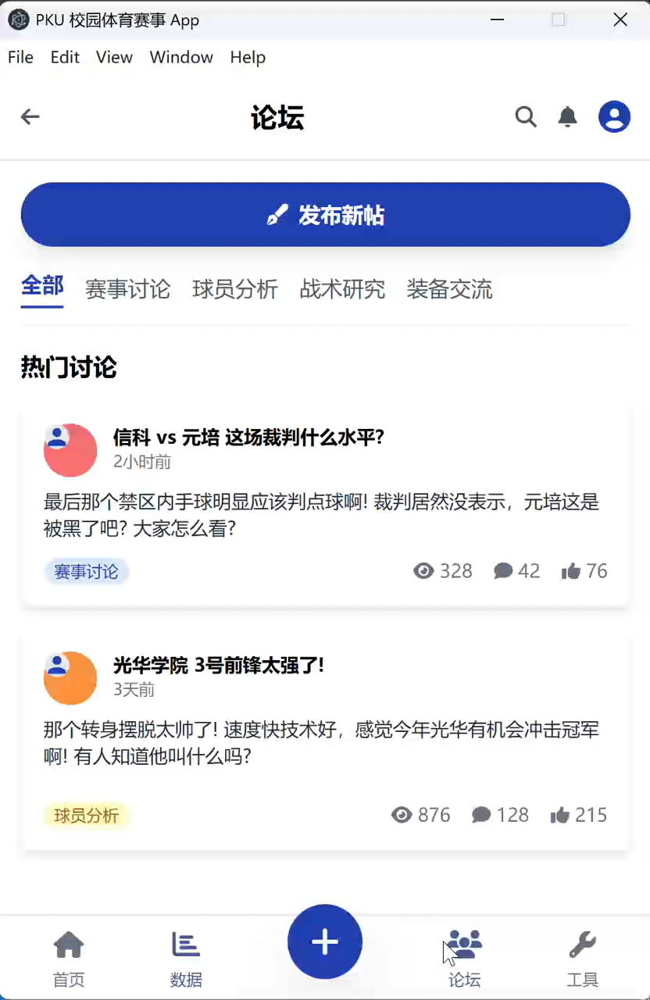 PKU 校园体育赛事 App
File Edit View Window Help
论坛
发布新帖
全部 赛事讨论 球员分析 战术研究 装备交流
热门讨论
信科 vs 元培 这场裁判什么水平?
2小时前
最后那个禁区内手球明显应该判点球啊! 裁判居然没表示，元培这是
被黑了吧? 大家怎么看?
赛事讨论 328 42 76
光华学院 3号前锋太强了!
3天前
那个转身摆脱太帅了! 速度快技术好，感觉今年光华有机会冲击冠军
啊! 有人知道他叫什么吗?
球员分析 876 128 215
首页 数据 论坛 工具